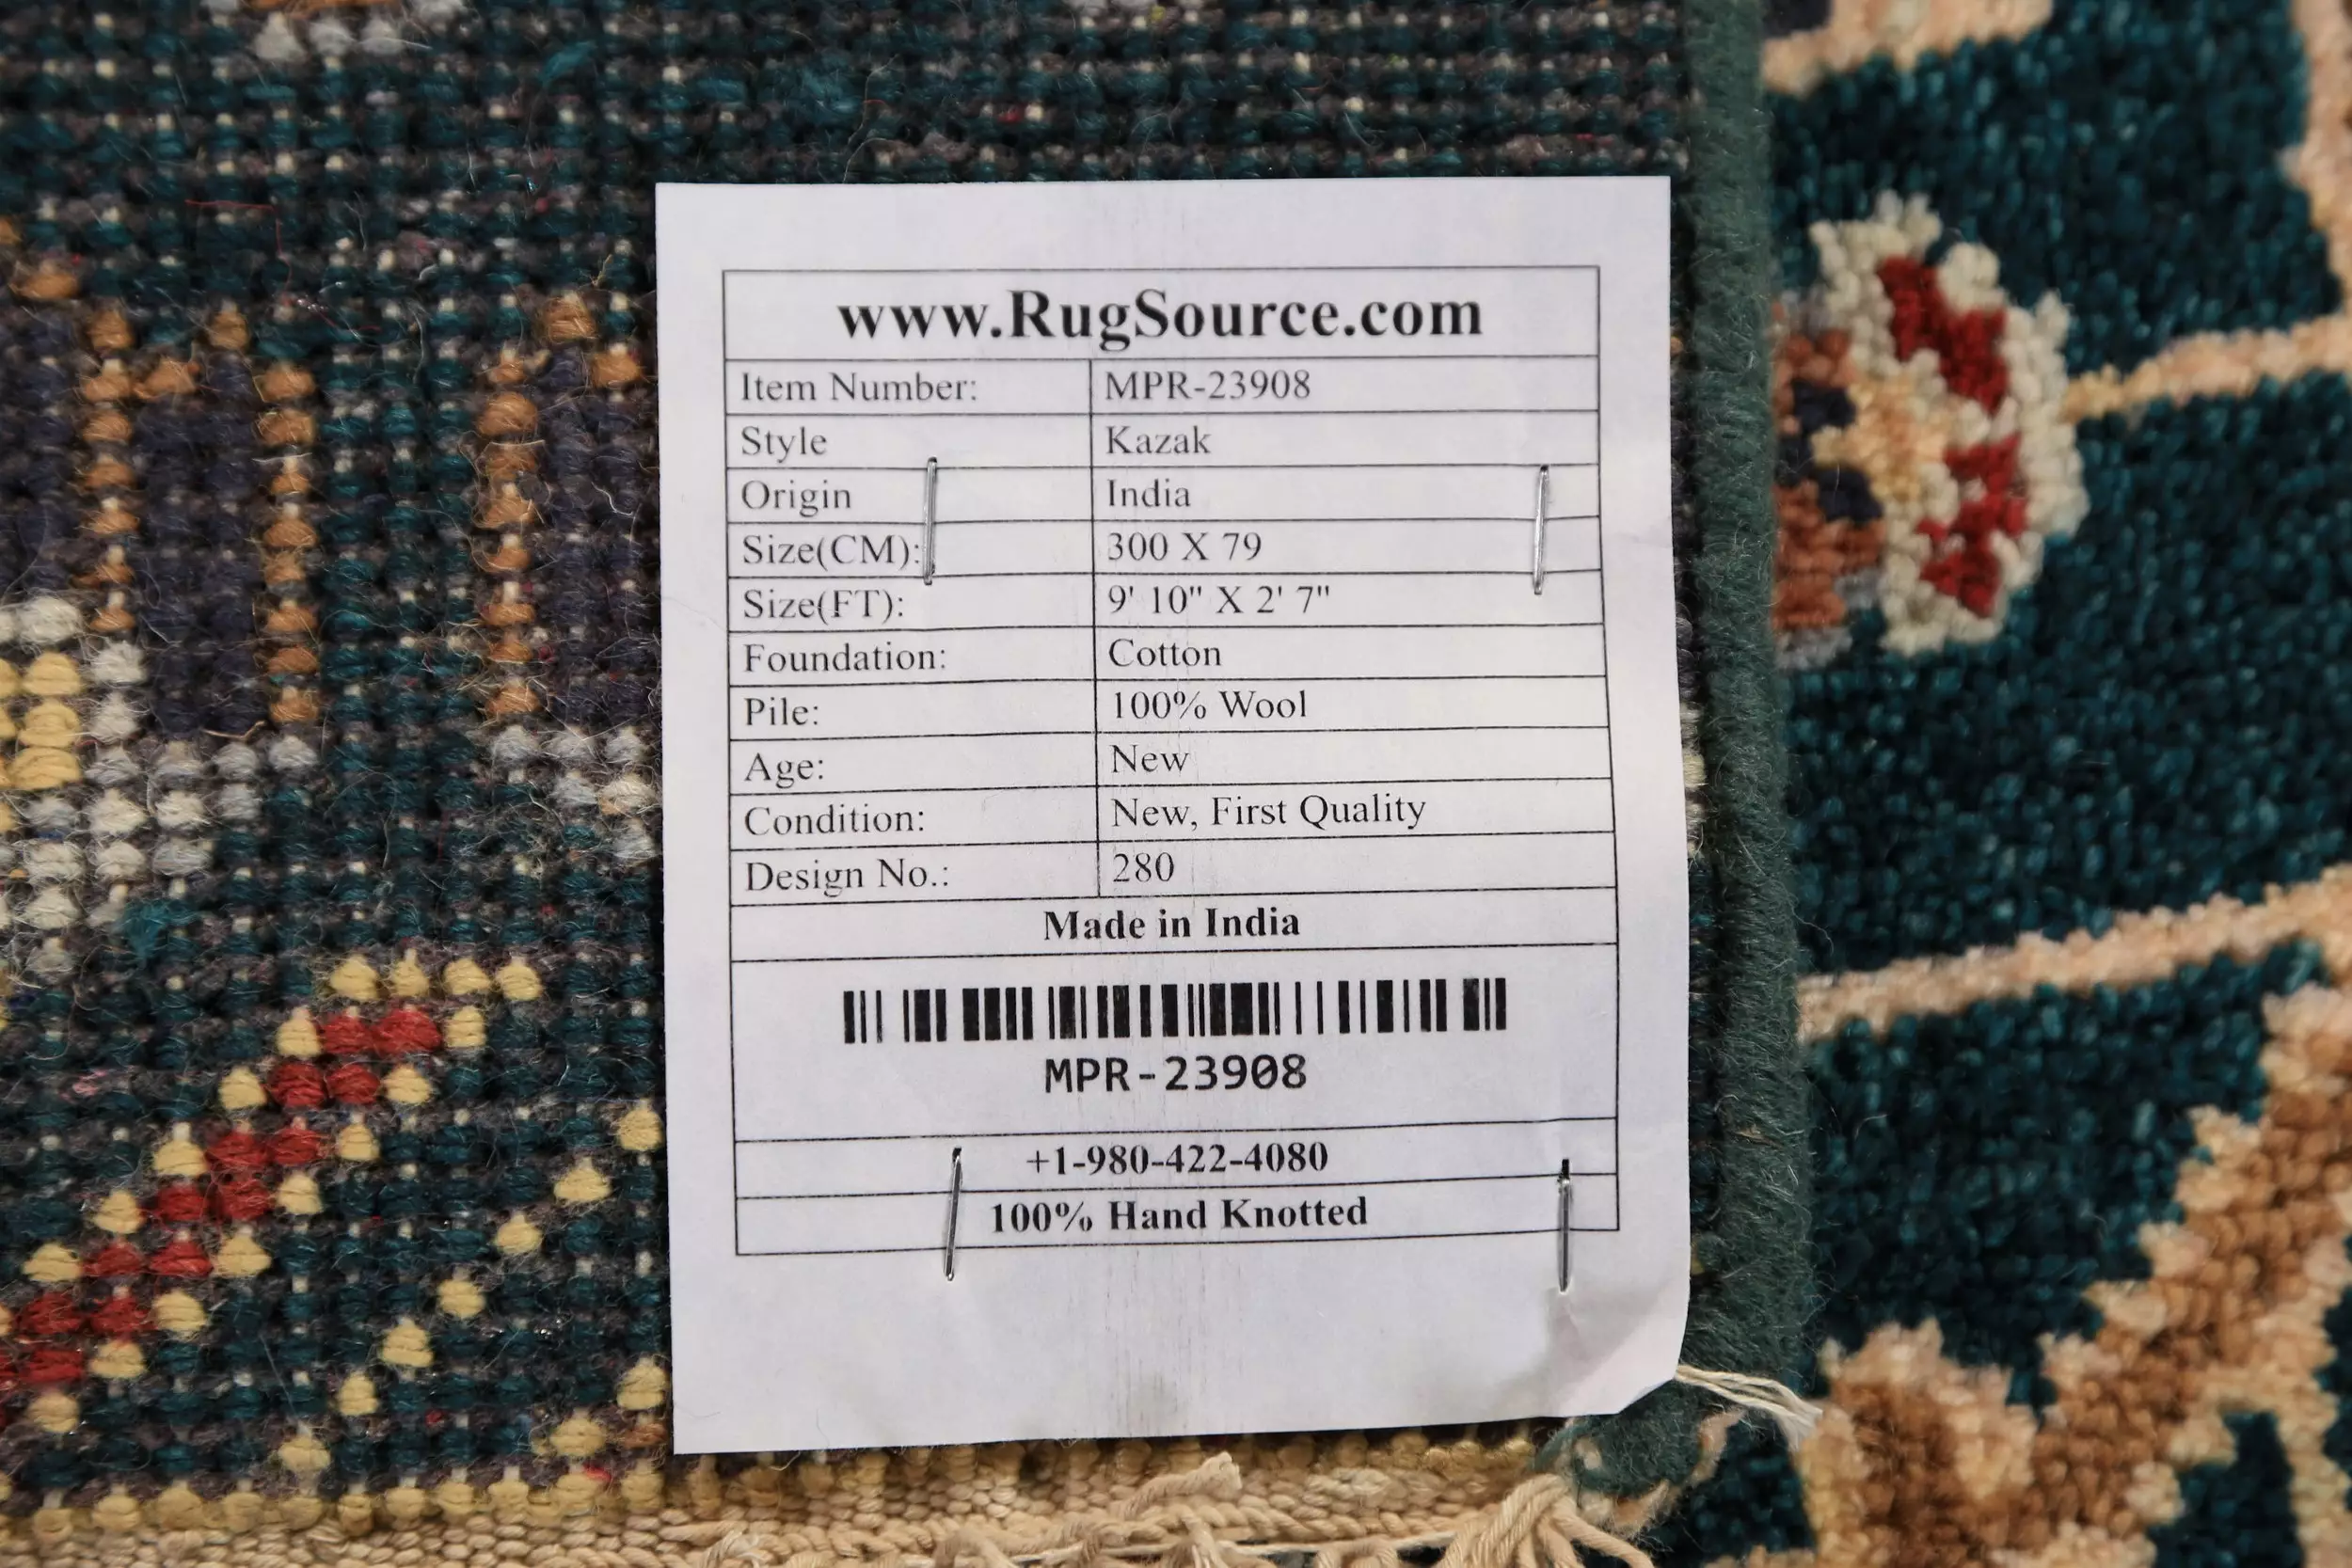 www.RugSource.com
Item Number: MPR-23908
Style Kazak
Origin India
Size(CM): 300 X 79
Size(FT): 9' 10" X 2' 7"
Foundation: Cotton
Pile: 100% Wool
Age: New
Condition: New, First Quality
Design No.: 280
Made in India
MPR-23908
+1-980-422-4080
100% Hand Knotted